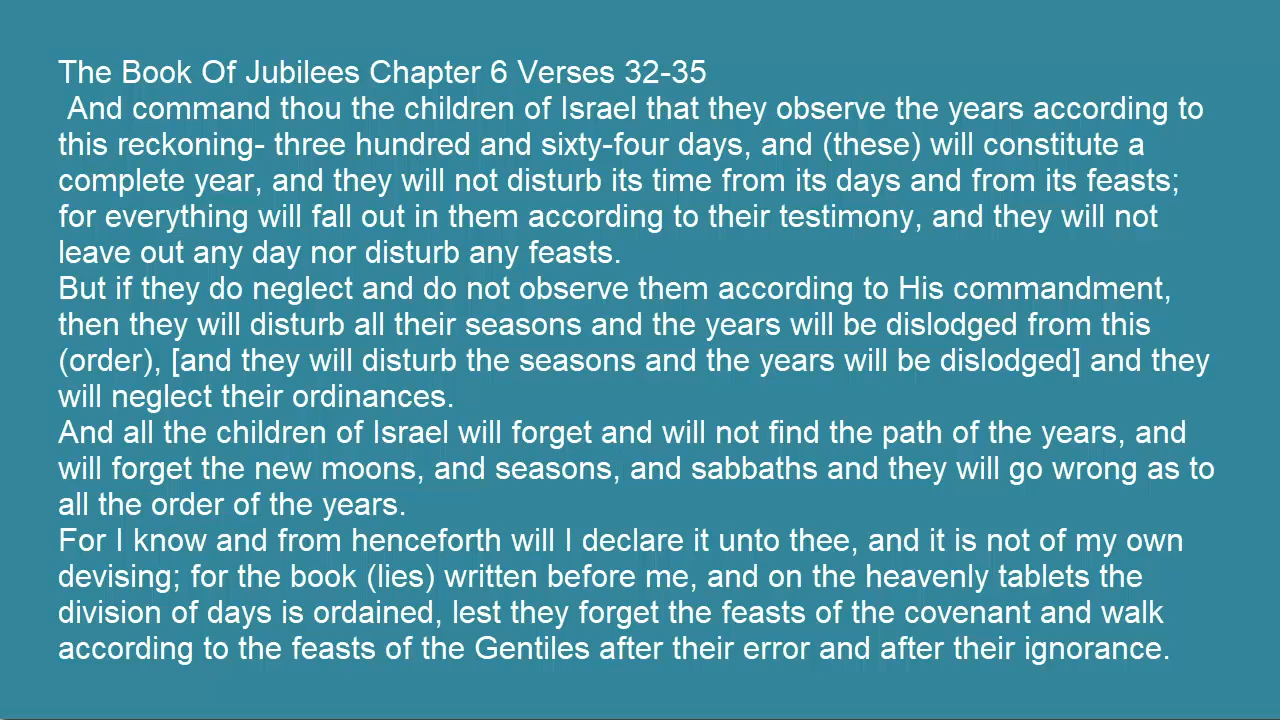 The Book Of Jubilees Chapter 6 Verses 32-35
And command thou the children of Israel that they observe the years according to
this reckoning- three hundred and sixty-four days, and (these) will constitute a
complete year, and they will not disturb its time from its days and from its feasts;
for everything will fall out in them according to their testimony, and they will not
leave out any day nor disturb any feasts.
But if they do neglect and do not observe them according to His commandment,
then they will disturb all their seasons and the years will be dislodged from this
(order), [and they will disturb the seasons and the years will be dislodged] and they
will neglect their ordinances.
And all the children of Israel will forget and will not find the path of the years, and
will forget the new moons, and seasons, and sabbaths and they will go wrong as to
all the order of the years.
For I know and from henceforth will I declare it unto thee, and it is not of my own
devising; for the book (lies) written before me, and on the heavenly tablets the
division of days is ordained, lest they forget the feasts of the covenant and walk
according to the feasts of the Gentiles after their error and after their ignorance.